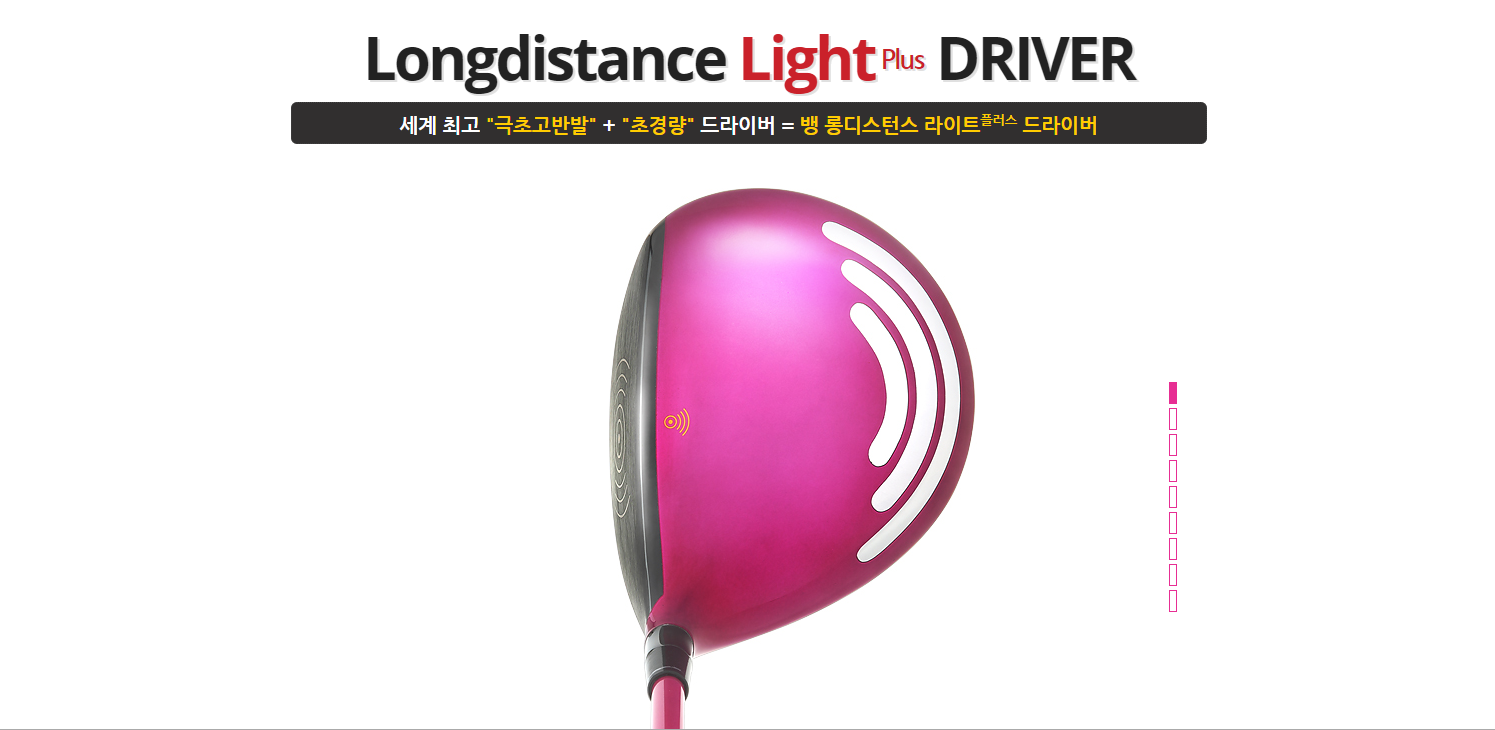 Longdistance Light Plus DRIVER
세계 최고 "극초고반발" + "초경량" 드라이버 = 뱅 롱디스턴스 라이트플러스 드라이버